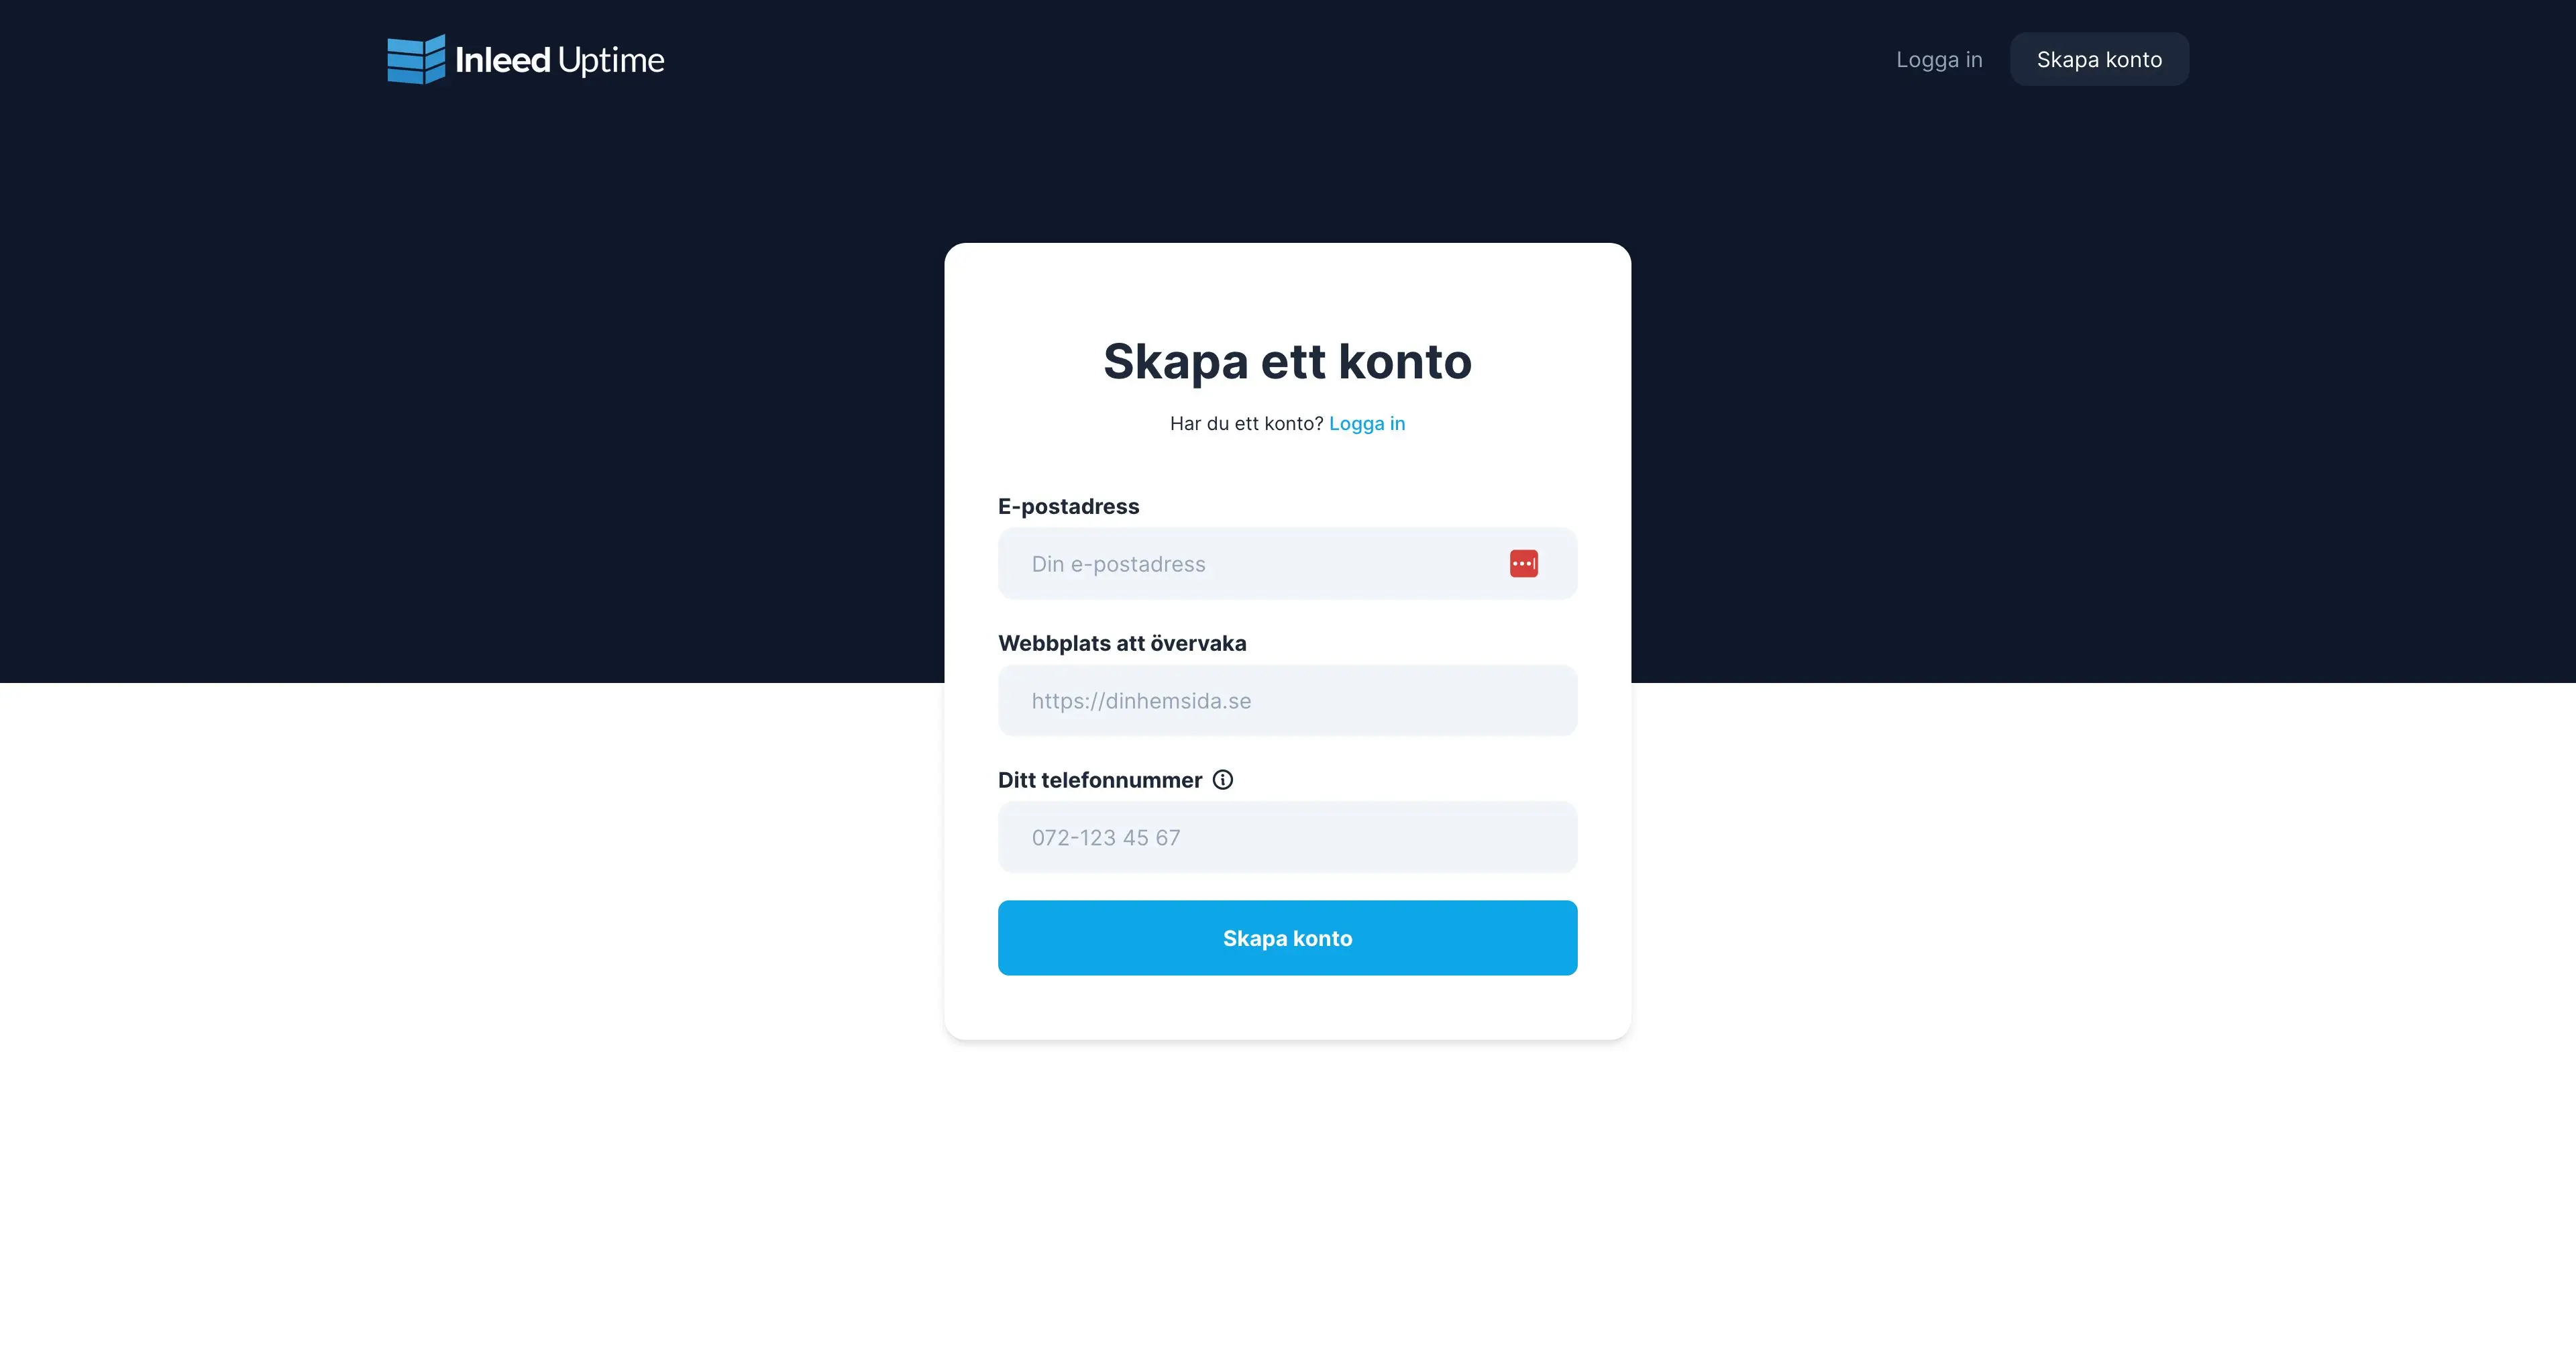 Inleed Uptime
Logga in
Skapa konto
Skapa ett konto
Har du ett konto? Logga in
E-postadress
Din e-postadress
Webbplats att övervaka
https://dinhemsida.se
Ditt telefonnummer
072-123 45 67
Skapa konto